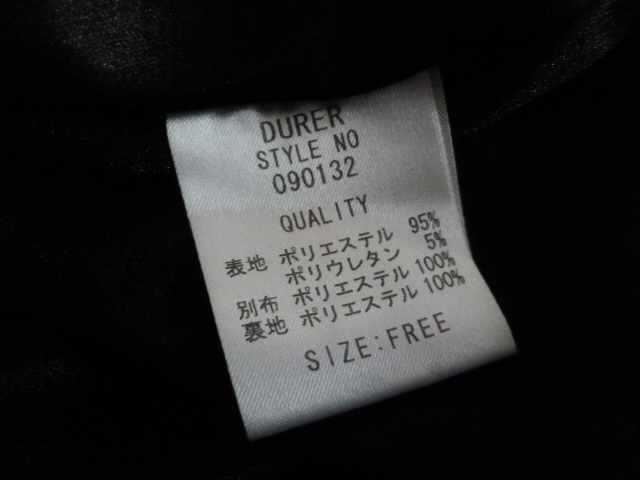 DURER
STYLE NO
090132
QUALITY
表地 ポリエステル 95%
ポリウレタン 5%
別布 ポリエステル 100%
裏地 ポリエステル 100%
SIZE:FREE